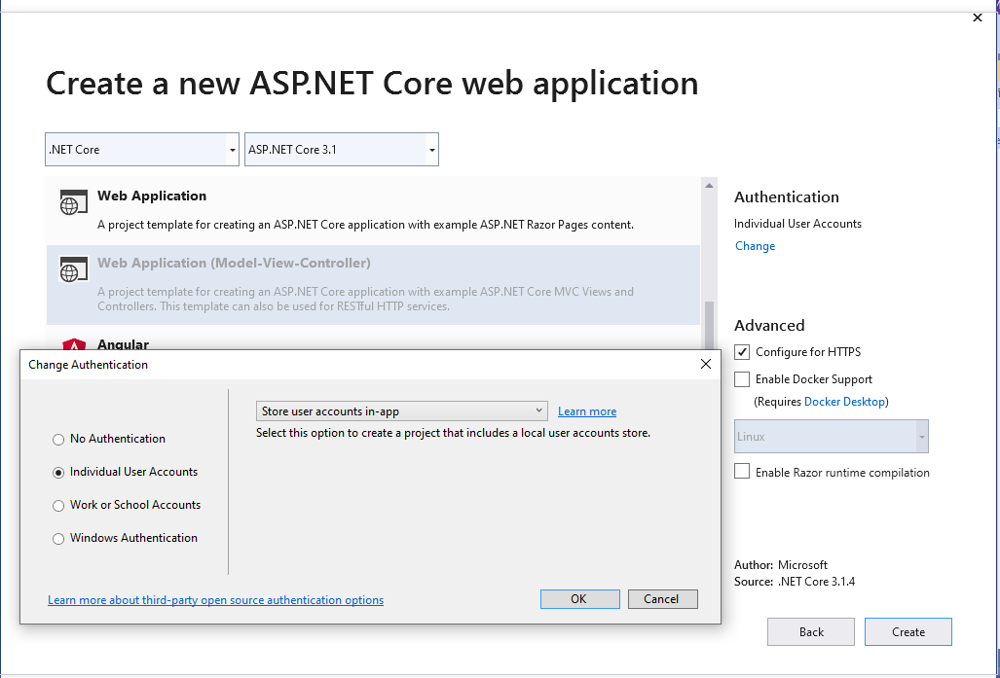 Create a new ASP.NET Core web application
.NET Core
ASP.NET Core 3.1
Web Application
A project template for creating an ASP.NET Core application with example ASP.NET Razor Pages content.
Web Application (Model-View-Controller)
A project template for creating an ASP.NET Core application with example ASP.NET Core MVC Views and
Controllers. This template can also be used for RESTful HTTP services.
Angular
Authentication
Individual User Accounts
Change
Advanced
Configure for HTTPS
Enable Docker Support
(Requires Docker Desktop)
Linux
Enable Razor runtime compilation
Author: Microsoft
Source: .NET Core 3.1.4
Back
Create
Change Authentication
No Authentication
Individual User Accounts
Work or School Accounts
Windows Authentication
Store user accounts in-app
Learn more
Select this option to create a project that includes a local user accounts store.
Learn more about third-party open source authentication options
OK
Cancel